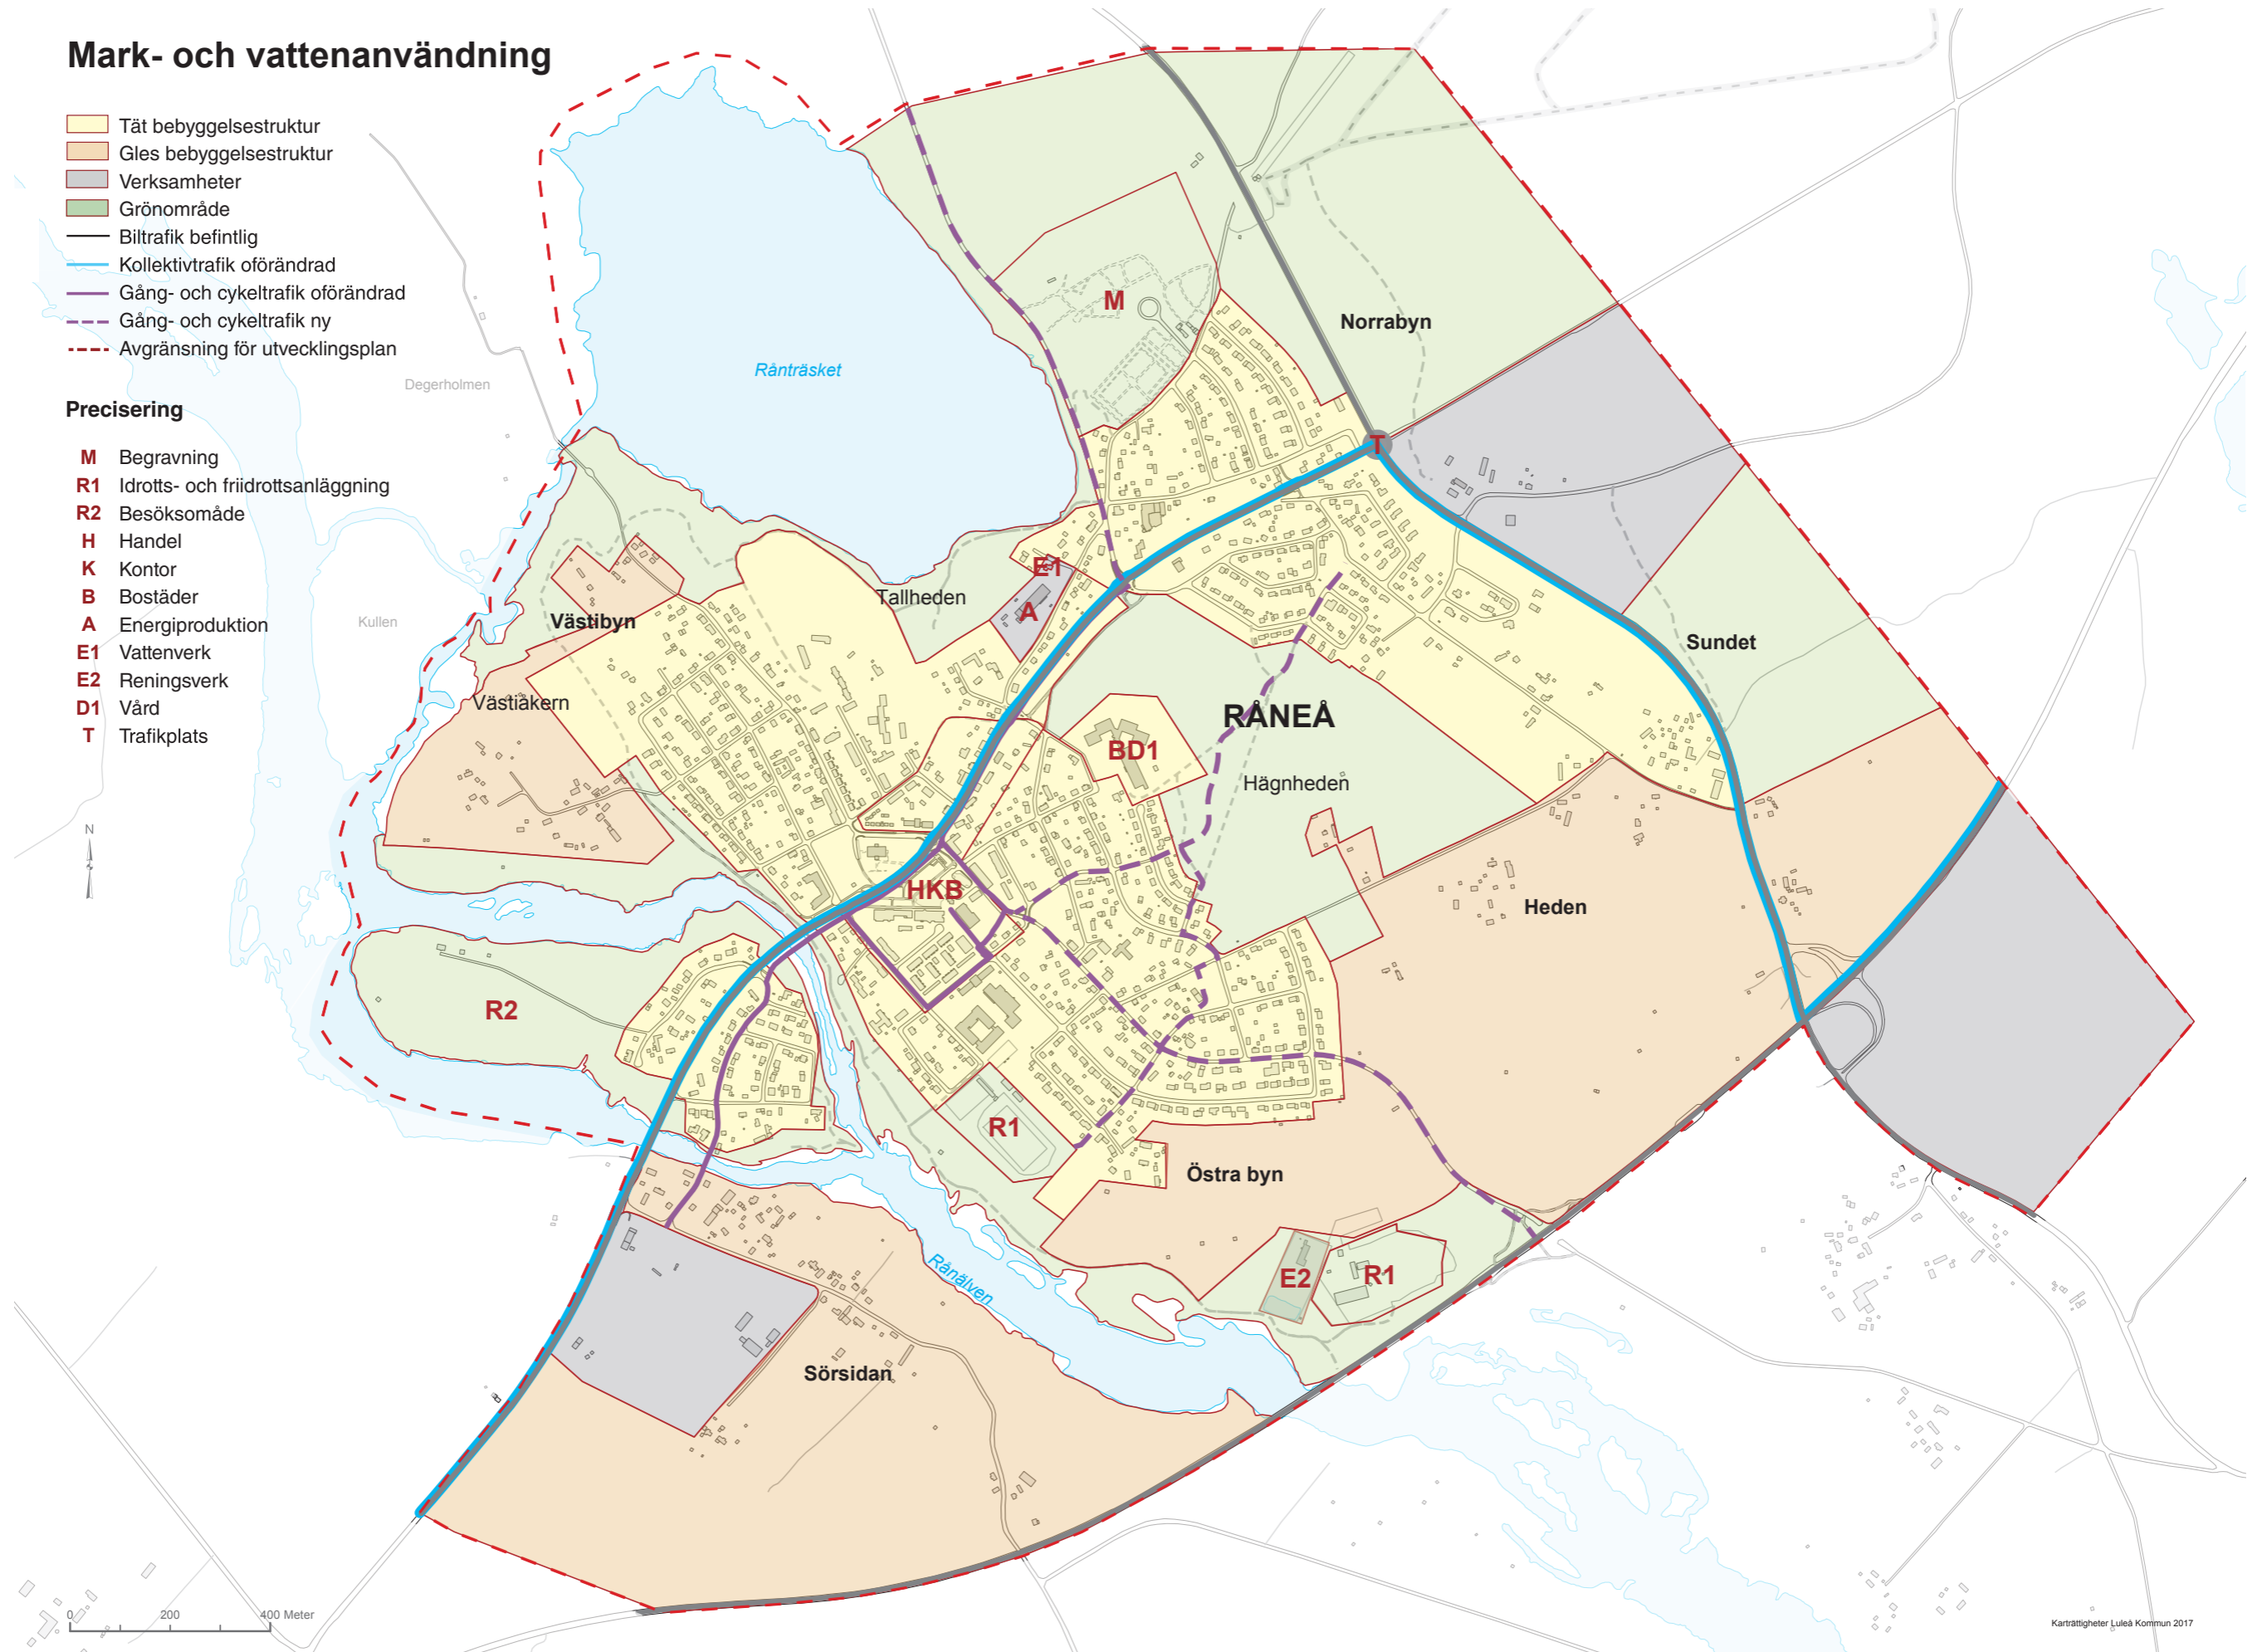 Mark- och vattenanvändning
Tät bebyggelsestruktur
Gles bebyggelsestruktur
Verksamheter
Grönområde
Biltrafik befintlig
Kollektivtrafik oförändrad
Gång- och cykeltrafik oförändrad
Gång- och cykeltrafik ny
Avgränsning för utvecklingsplan
Precisering
M Begravning
R1 Idrotts- och friidrottsanläggning
R2 Besöksomåde
H Handel
K Kontor
B Bostäder
A Energiproduktion
E1 Vattenverk
E2 Reningsverk
D1 Vård
T Trafikplats
Degerholmen
Kullen
Rånträsket
M
Norrabyn
T
E1
A
Tallheden
Västibyn
Västiåkern
Sundet
RÅNEÅ
BD1
Hägnheden
HKB
Heden
R2
R1
Östra byn
E2
R1
Rånälven
Sörsidan
N
0 200 400 Meter
Karträttigheter Luleå Kommun 2017